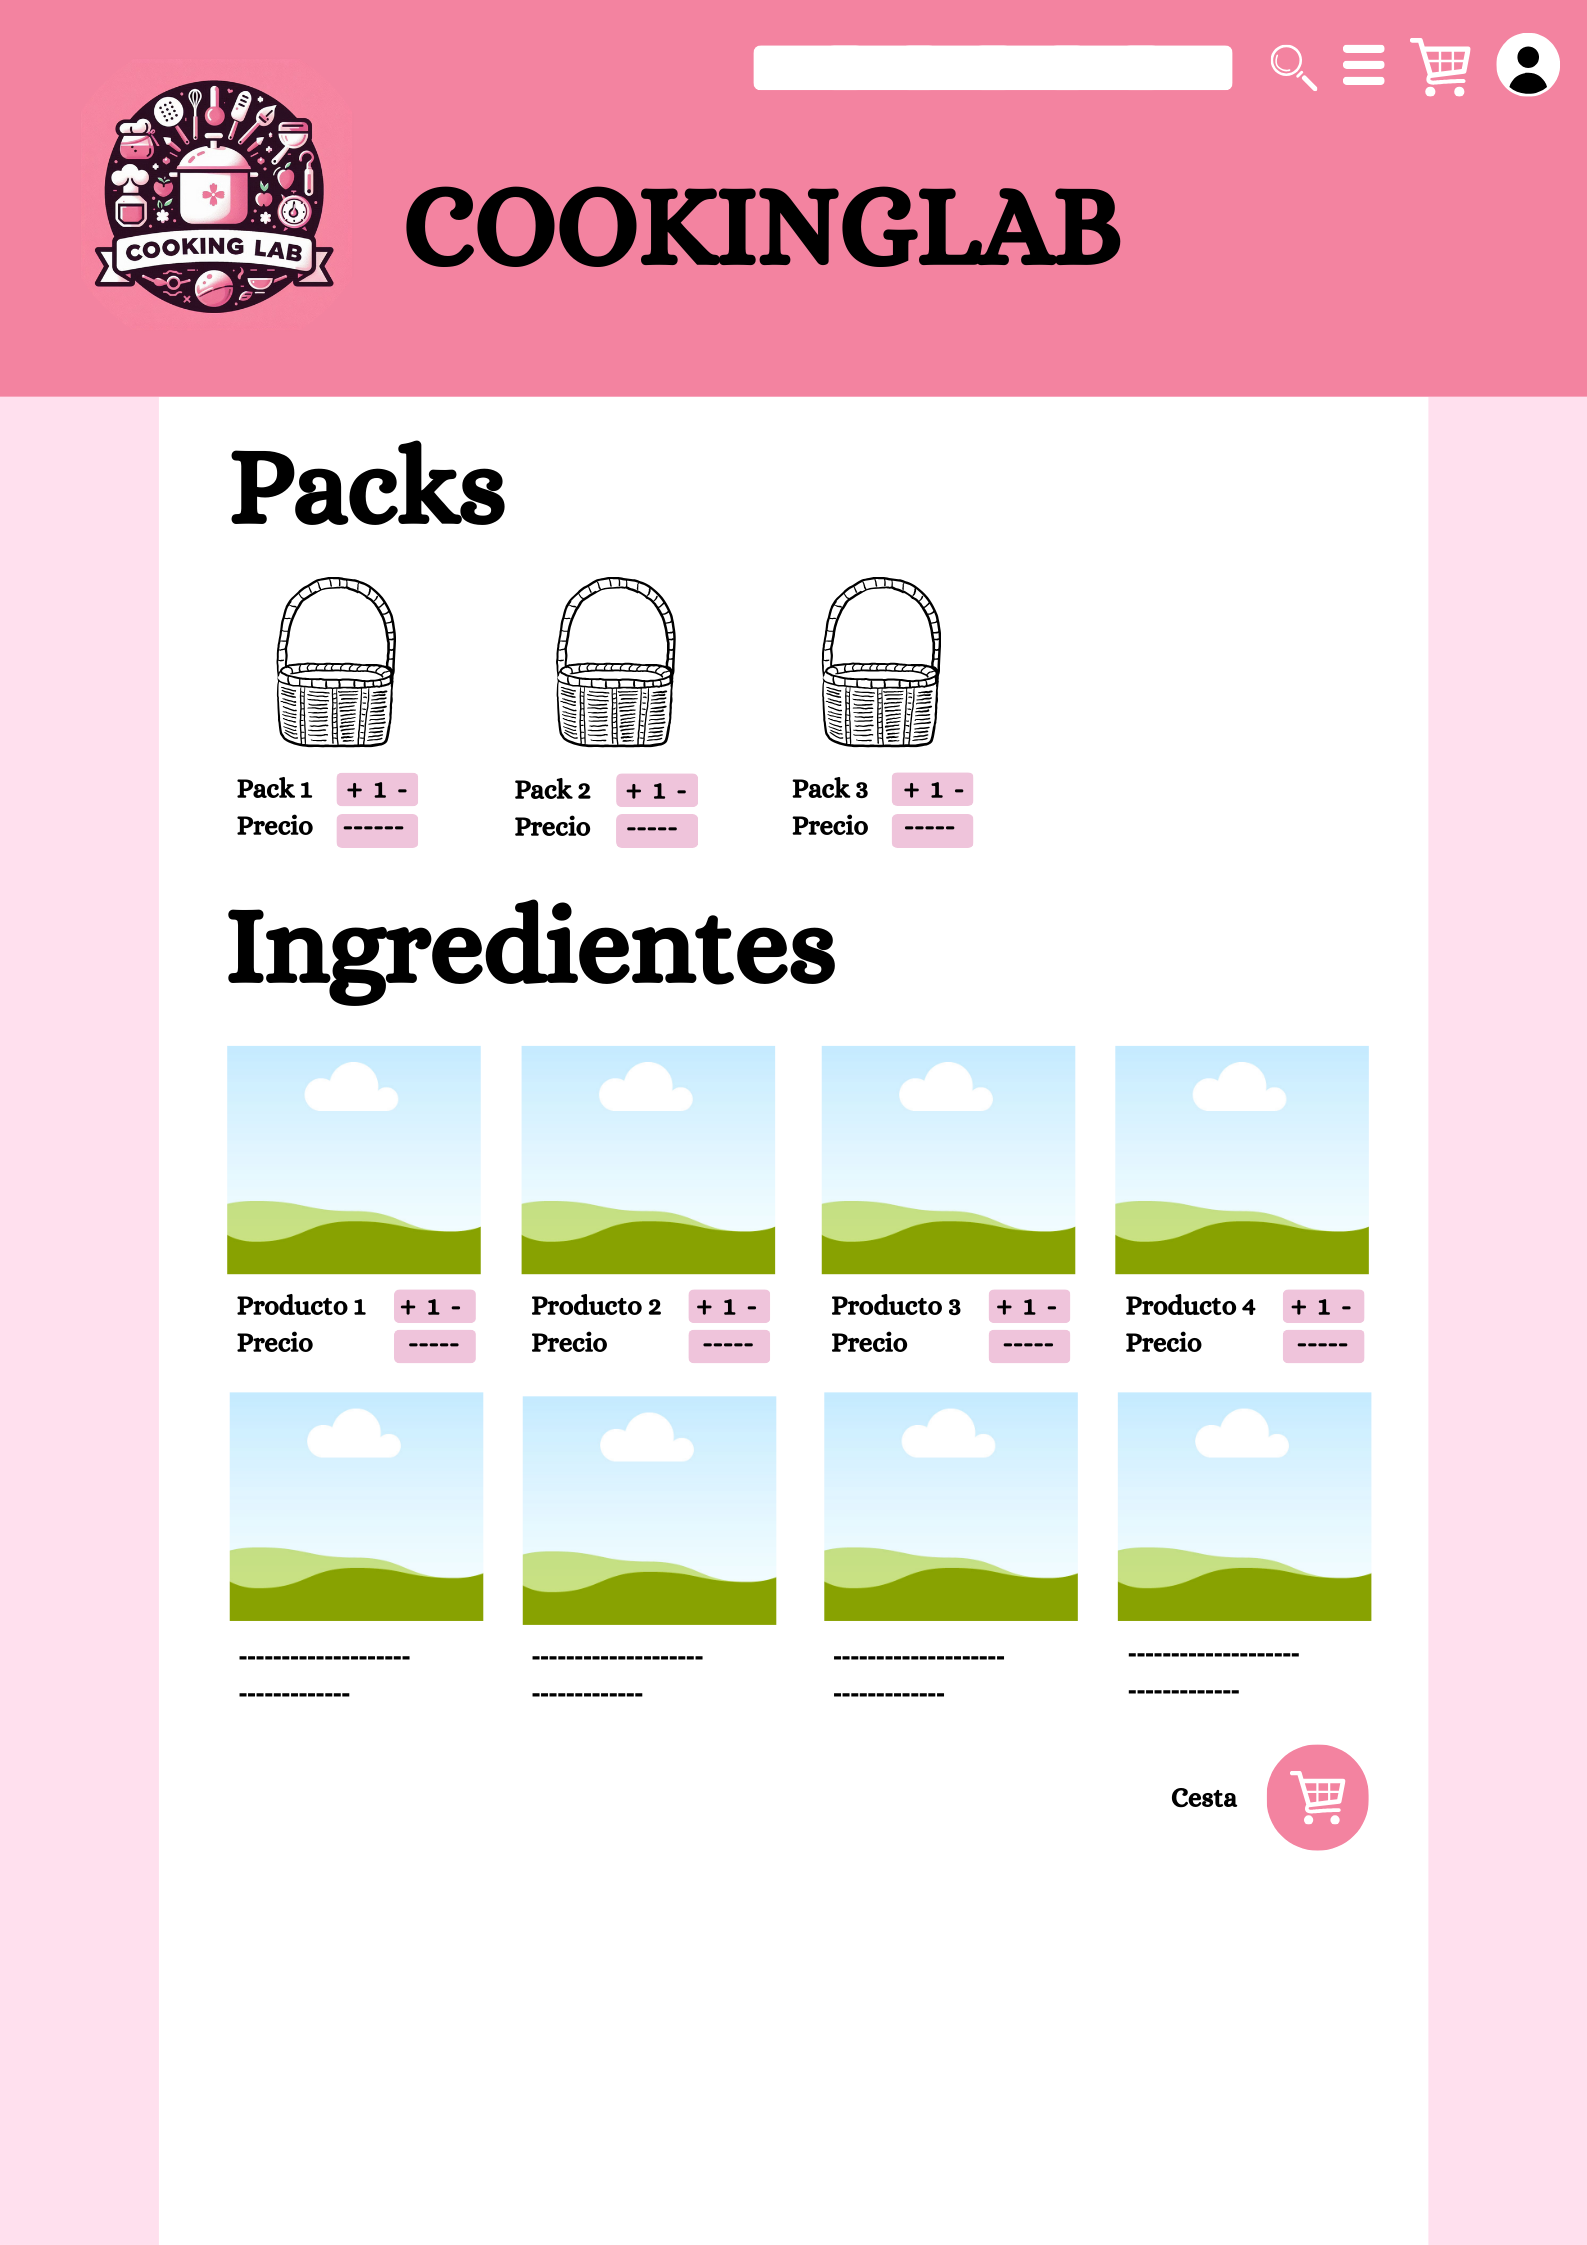 COOKING LAB
COOKINGLAB
Packs
Pack 1 + 1 -
Precio ------
Pack 2 + 1 -
Precio -----
Pack 3 + 1 -
Precio -----
Ingredientes
Producto 1 + 1 -
Precio -----
Producto 2 + 1 -
Precio -----
Producto 3 + 1 -
Precio -----
Producto 4 + 1 -
Precio -----
--------------------
-------------
--------------------
-------------
--------------------
-------------
--------------------
-------------
Cesta